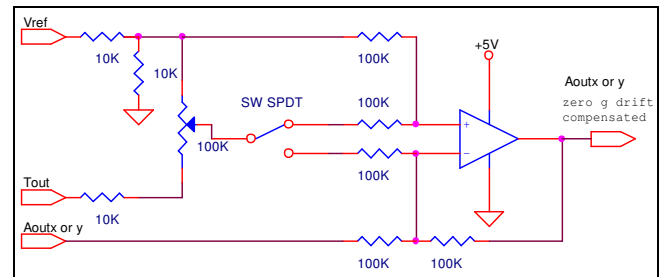 Vref
10K
10K
100K
+5V
Aoutx or y
zero g drift
compensated
SW SPDT
100K
+
100K
−
100K
Tout
10K
Aoutx or y
100K
100K